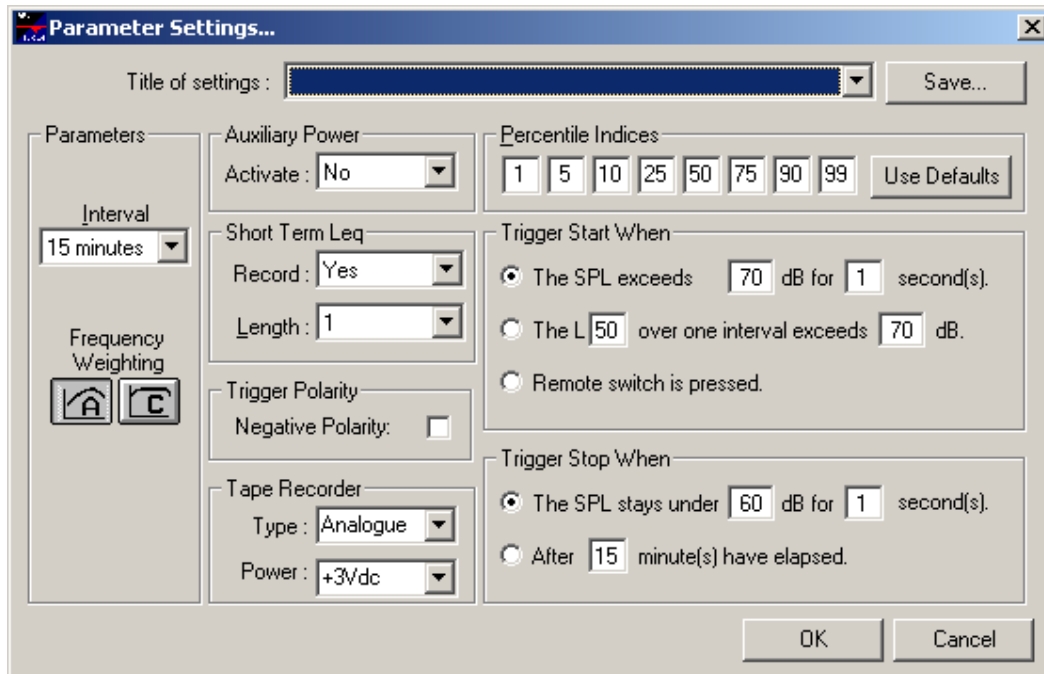 Parameter Settings...
Title of settings :
Save...
Parameters
Interval
15 minutes
Frequency
Weighting
A C
Auxiliary Power
Activate : No
Short Term Leq
Record : Yes
Length : 1
Trigger Polarity
Negative Polarity:
Tape Recorder
Type : Analogue
Power : +3Vdc
Percentile Indices
1 5 10 25 50 75 90 99 Use Defaults
Trigger Start When
The SPL exceeds 70 dB for 1 second(s).
The L 50 over one interval exceeds 70 dB.
Remote switch is pressed.
Trigger Stop When
The SPL stays under 60 dB for 1 second(s).
After 15 minute(s) have elapsed.
OK Cancel